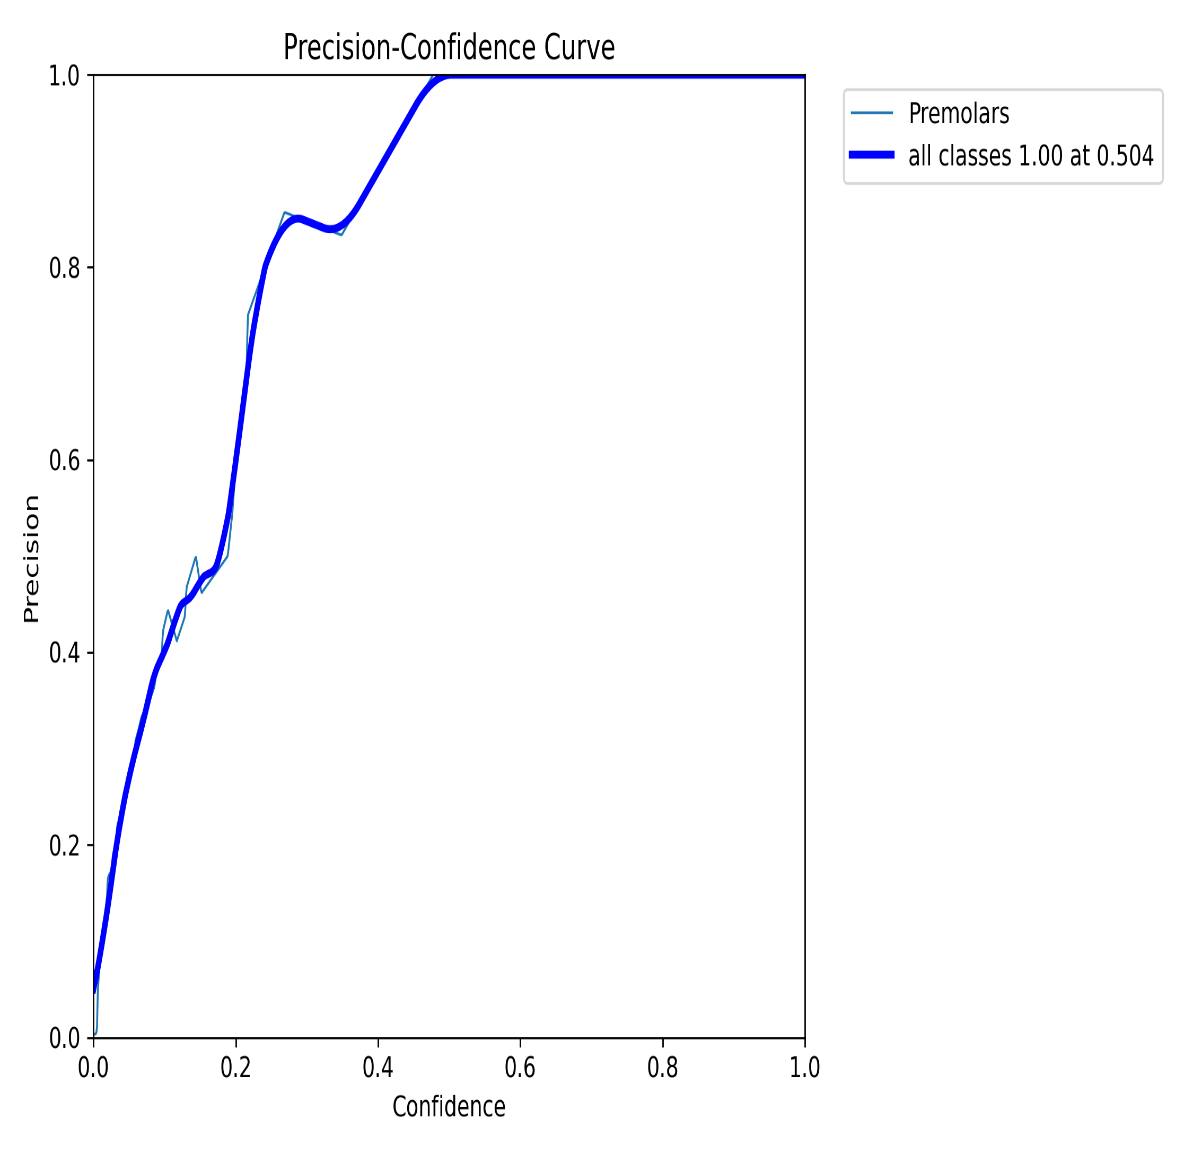 Precision-Confidence Curve
1.0
0.8
0.6
0.4
0.2
0.0
Precision
0.0 0.2 0.4 0.6 0.8 1.0
Confidence
Premolars
all classes 1.00 at 0.504